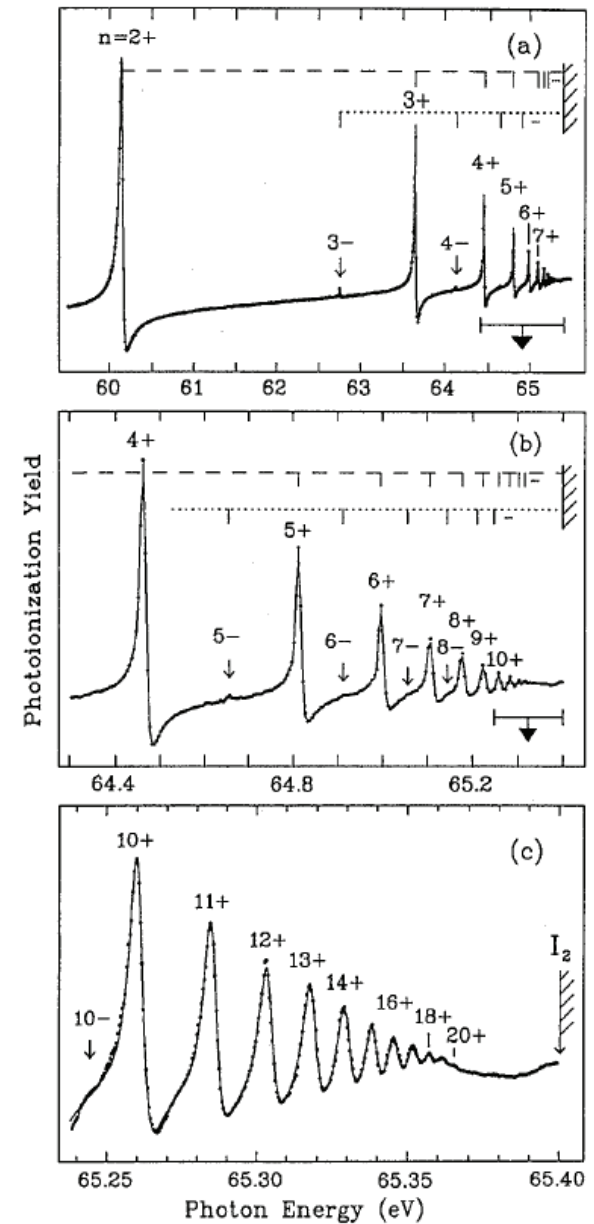 n=2+
(a)
3+
4+
5+
6+
7+
3−
4−
60 61 62 63 64 65
4+
(b)
5+
6+
7+
8+
9+
10+
5−
6−
7−
8−
64.4 64.8 65.2
Photoionization Yield
10+
(c)
11+
12+
13+
14+
16+
18+
20+
I₂
10−
65.25 65.30 65.35 65.40
Photon Energy (eV)